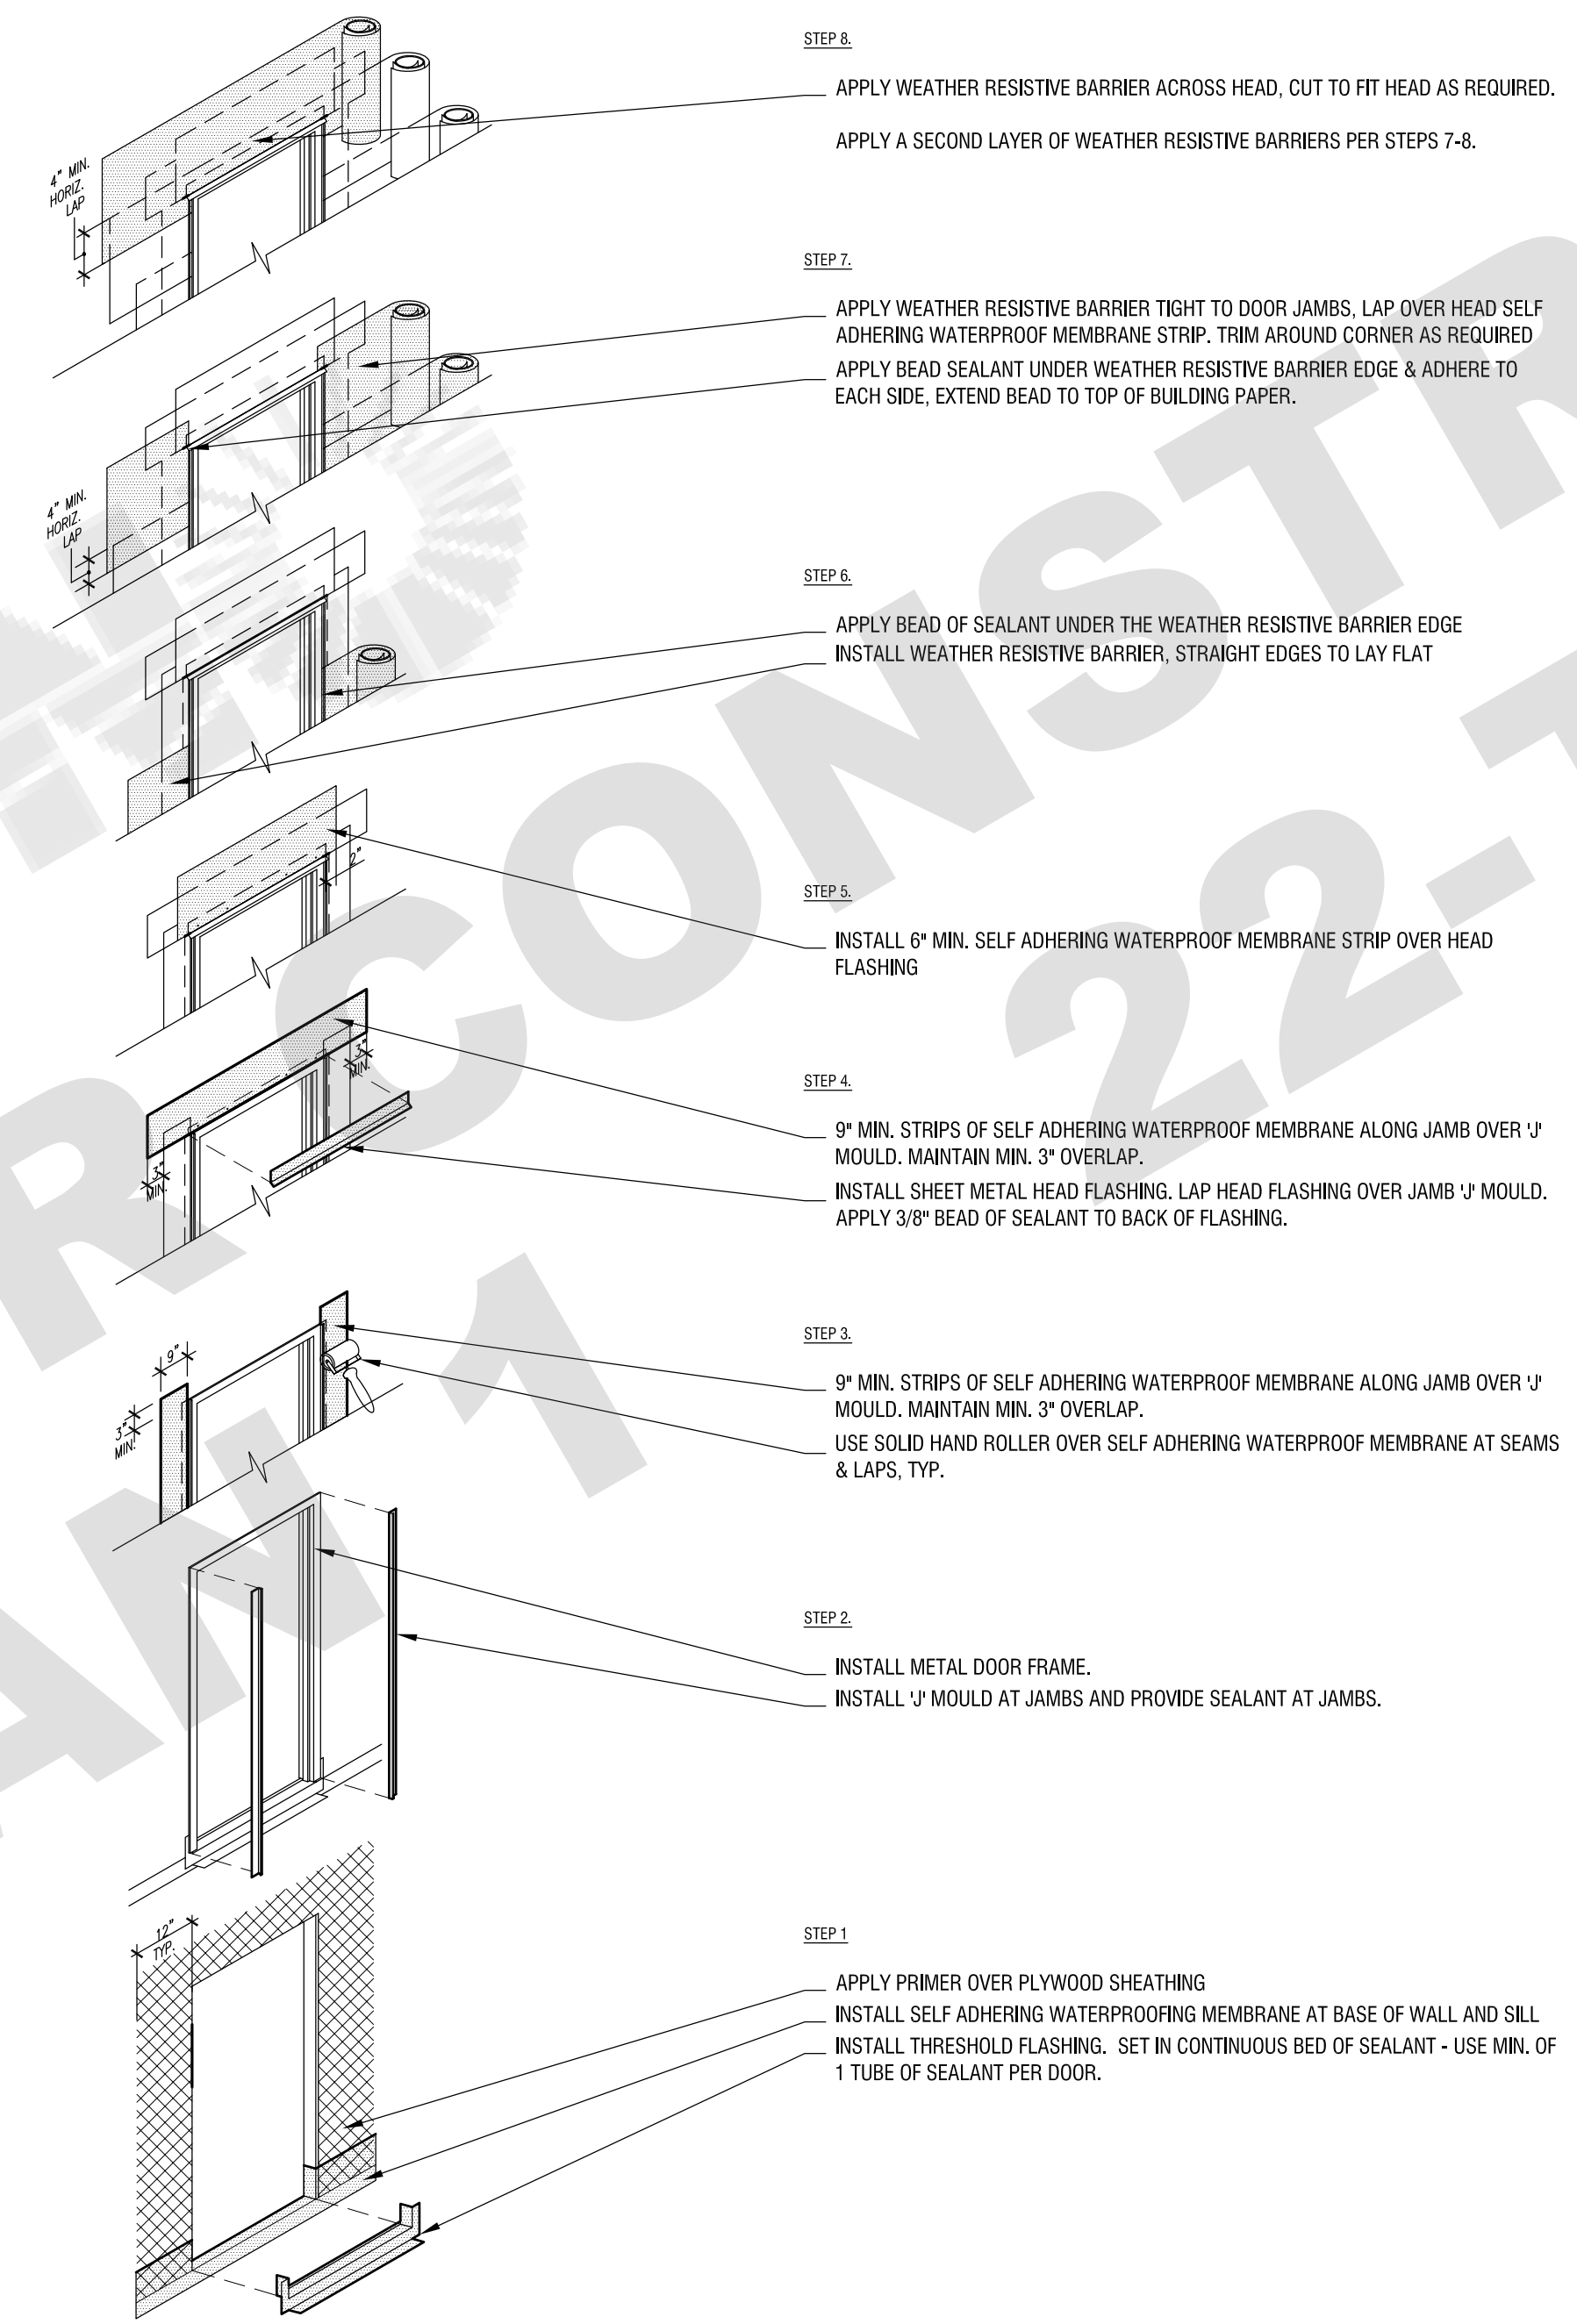 STEP 8.
APPLY WEATHER RESISTIVE BARRIER ACROSS HEAD, CUT TO FIT HEAD AS REQUIRED.
APPLY A SECOND LAYER OF WEATHER RESISTIVE BARRIERS PER STEPS 7-8.
4" MIN.
HORIZ.
LAP
STEP 7.
APPLY WEATHER RESISTIVE BARRIER TIGHT TO DOOR JAMBS, LAP OVER HEAD SELF
ADHERING WATERPROOF MEMBRANE STRIP. TRIM AROUND CORNER AS REQUIRED
APPLY BEAD SEALANT UNDER WEATHER RESISTIVE BARRIER EDGE & ADHERE TO
EACH SIDE, EXTEND BEAD TO TOP OF BUILDING PAPER.
4" MIN.
HORIZ.
LAP
STEP 6.
APPLY BEAD OF SEALANT UNDER THE WEATHER RESISTIVE BARRIER EDGE
INSTALL WEATHER RESISTIVE BARRIER, STRAIGHT EDGES TO LAY FLAT
2"
STEP 5.
INSTALL 6" MIN. SELF ADHERING WATERPROOF MEMBRANE STRIP OVER HEAD
FLASHING
3"
MIN.
3"
MIN.
STEP 4.
9" MIN. STRIPS OF SELF ADHERING WATERPROOF MEMBRANE ALONG JAMB OVER 'J'
MOULD. MAINTAIN MIN. 3" OVERLAP.
INSTALL SHEET METAL HEAD FLASHING. LAP HEAD FLASHING OVER JAMB 'J' MOULD.
APPLY 3/8" BEAD OF SEALANT TO BACK OF FLASHING.
9"
3"
MIN.
STEP 3.
9" MIN. STRIPS OF SELF ADHERING WATERPROOF MEMBRANE ALONG JAMB OVER 'J'
MOULD. MAINTAIN MIN. 3" OVERLAP.
USE SOLID HAND ROLLER OVER SELF ADHERING WATERPROOF MEMBRANE AT SEAMS
& LAPS, TYP.
STEP 2.
INSTALL METAL DOOR FRAME.
INSTALL 'J' MOULD AT JAMBS AND PROVIDE SEALANT AT JAMBS.
12"
TYP.
STEP 1
APPLY PRIMER OVER PLYWOOD SHEATHING
INSTALL SELF ADHERING WATERPROOFING MEMBRANE AT BASE OF WALL AND SILL
INSTALL THRESHOLD FLASHING. SET IN CONTINUOUS BED OF SEALANT - USE MIN. OF
1 TUBE OF SEALANT PER DOOR.
R CONSTR
22-
AN 1